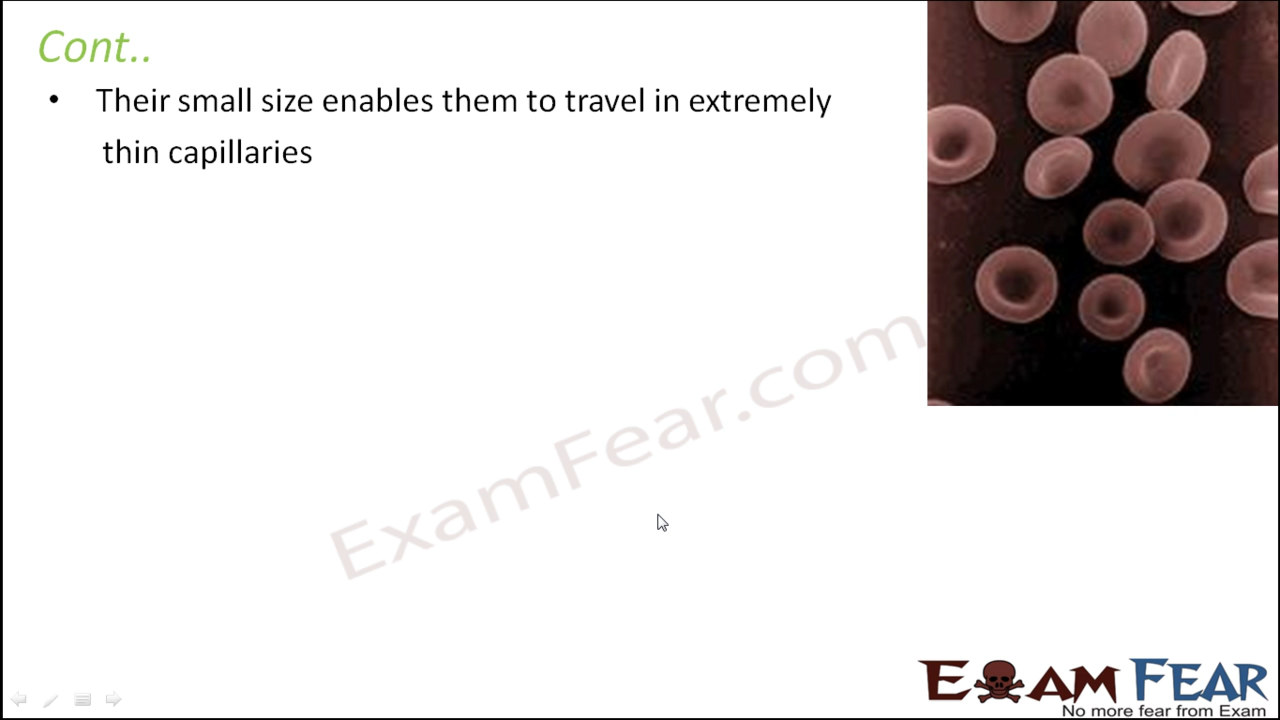 Cont..
• Their small size enables them to travel in extremely
thin capillaries
ExamFear.com
EXAM FEAR
No more fear from Exam